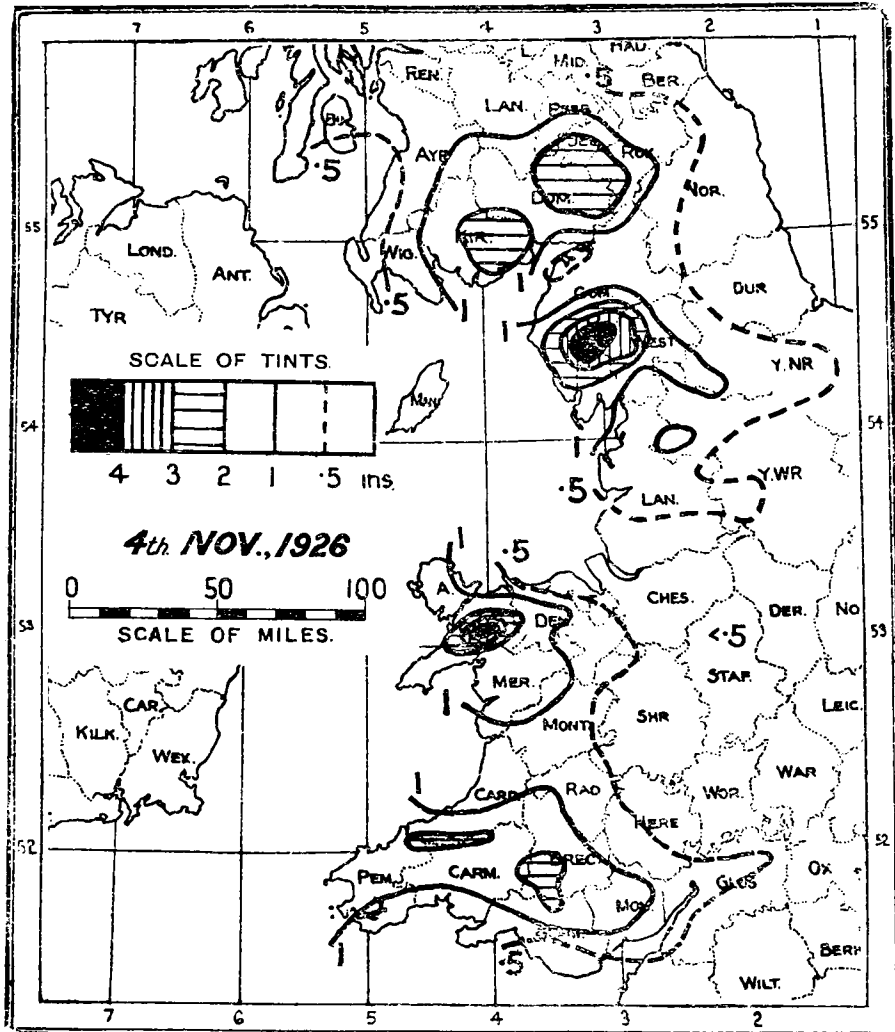 7 6 5 4 3 2 1
HAU.
MID.
.5
BER.
REN.
LAN.
AYR
ROX
NOR.
DUM.
55 55
LOND.
ANT.
WIG.
KIR.
.5
1
1
.5
CUM.
DUR
TYR
1
WEST
Y.NR
SCALE OF TINTS.
MAN
54 54
4 3 2 1 .5 INS.
1
.5
LAN.
Y.WR
4th NOV., 1926
1
.5
0 50 100
A.
CHES.
DER.
NO
SCALE OF MILES.
DEN
53 53
<.5
STAF.
MER.
1
CAR.
LEIC.
KILK.
MONT.
SHR
WEX.
WAR
1
CARD.
RAD
WOR.
HERE
52 52
BREC
PEM.
CARM.
GLOS
OX
MON.
1
.5
BERK
WILT.
7 6 5 4 3 2